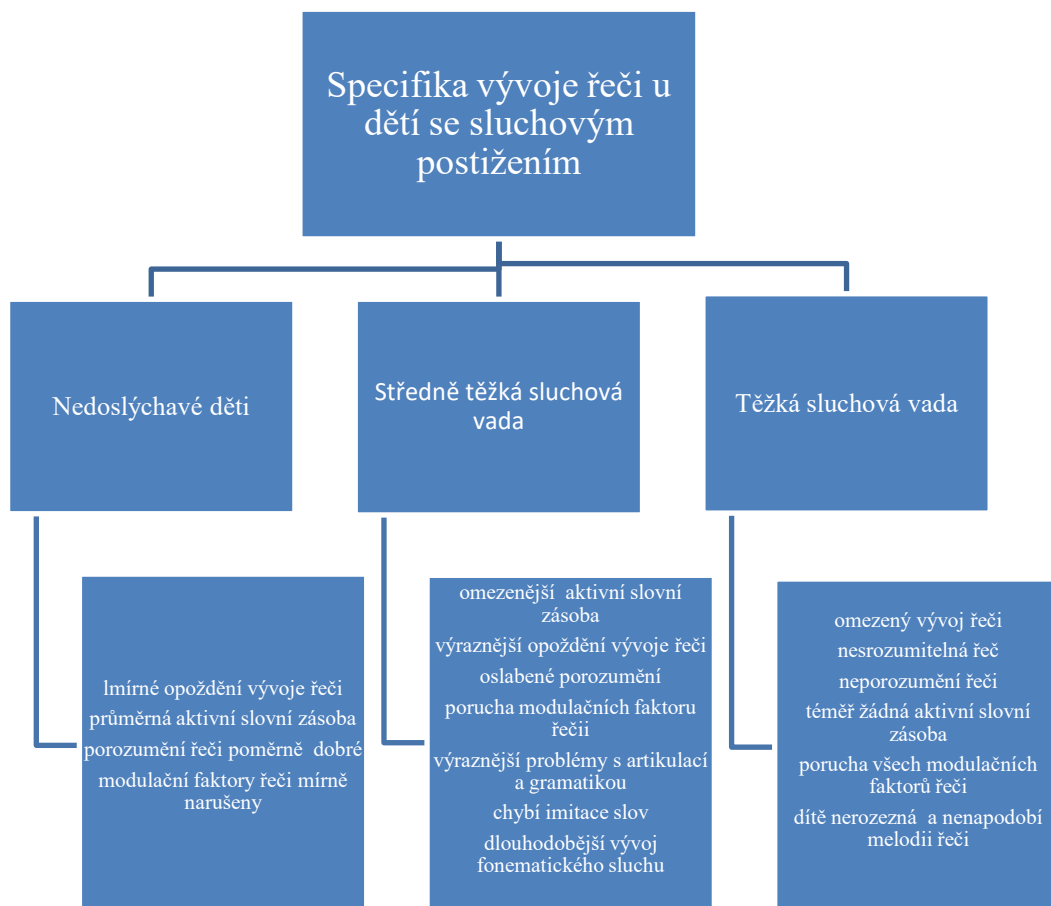 Specifika vývoje řeči u
dětí se sluchovým
postižením
Nedoslýchavé děti
Středně těžká sluchová
vada
Těžká sluchová vada
lmírné opoždění vývoje řeči
průměrná aktivní slovní zásoba
porozumění řeči poměrně dobré
modulační faktory řeči mírně
narušeny
omezenější aktivní slovní
zásoba
výraznější opoždění vývoje řeči
oslabené porozumění
porucha modulačních faktoru
řečii
výraznější problémy s artikulací
a gramatikou
chybí imitace slov
dlouhodobější vývoj
fonematického sluchu
omezený vývoj řeči
nesrozumitelná řeč
neporozumění řeči
téměř žádná aktivní slovní
zásoba
porucha všech modulačních
faktorů řeči
dítě nerozezná a nenapodobí
melodii řeči